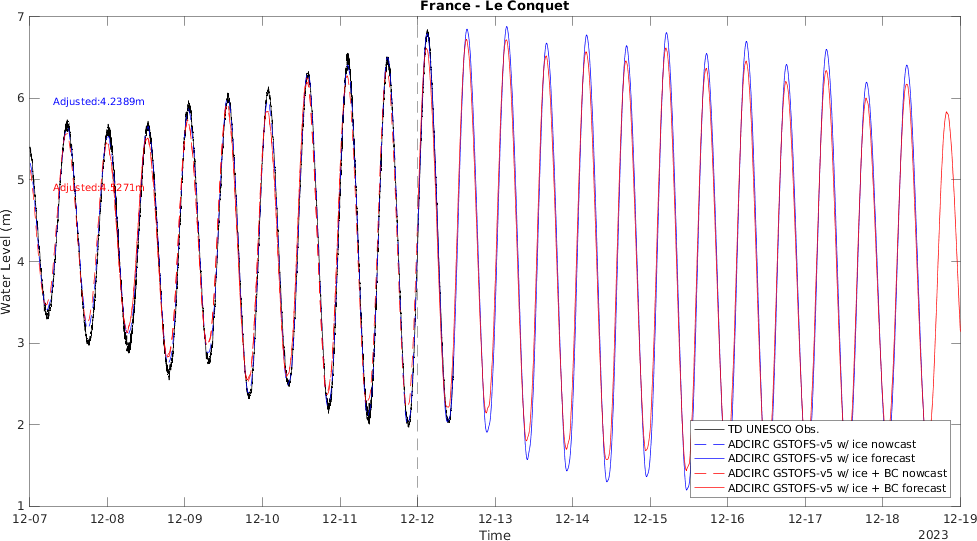 France - Le Conquet
7
6
5
4
3
2
1
Water Level (m)
Adjusted:4.2389m
Adjusted:4.5271m
TD UNESCO Obs.
ADCIRC GSTOFS-v5 w/ ice nowcast
ADCIRC GSTOFS-v5 w/ ice forecast
ADCIRC GSTOFS-v5 w/ ice + BC nowcast
ADCIRC GSTOFS-v5 w/ ice + BC forecast
12-07 12-08 12-09 12-10 12-11 12-12 12-13 12-14 12-15 12-16 12-17 12-18 12-19
Time
2023